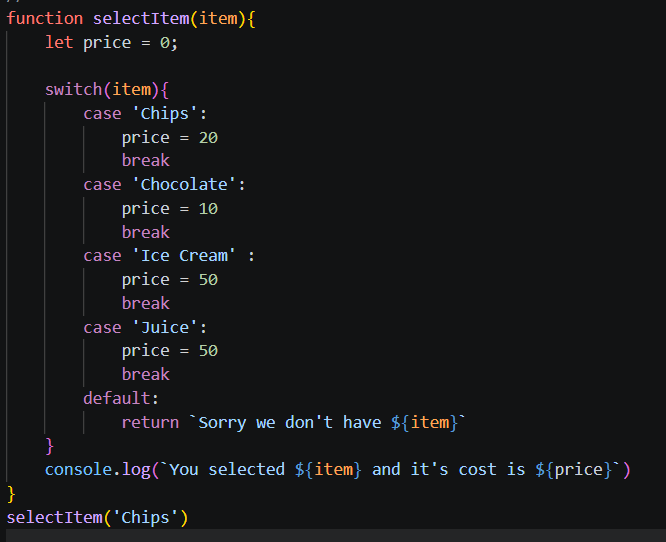 function selectItem(item){
    let price = 0;

    switch(item){
        case 'Chips':
            price = 20
            break
        case 'Chocolate':
            price = 10
            break
        case 'Ice Cream' :
            price = 50
            break
        case 'Juice':
            price = 50
            break
        default:
            return `Sorry we don't have ${item}`
    }
    console.log(`You selected ${item} and it's cost is ${price}`)
}
selectItem('Chips')